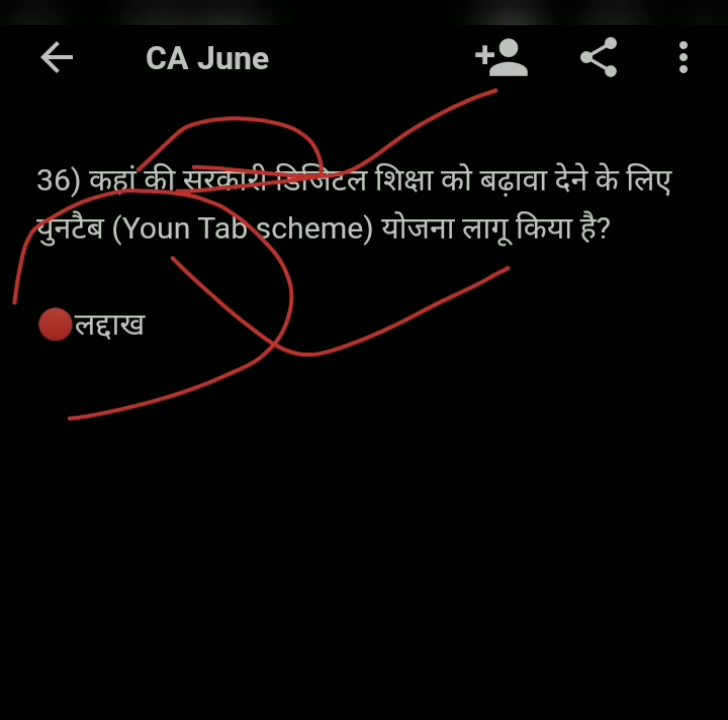 CA June
36) कहां की सरकारी डिजिटल शिक्षा को बढ़ावा देने के लिए
युनटैब (Youn Tab scheme) योजना लागू किया है?
लद्दाख